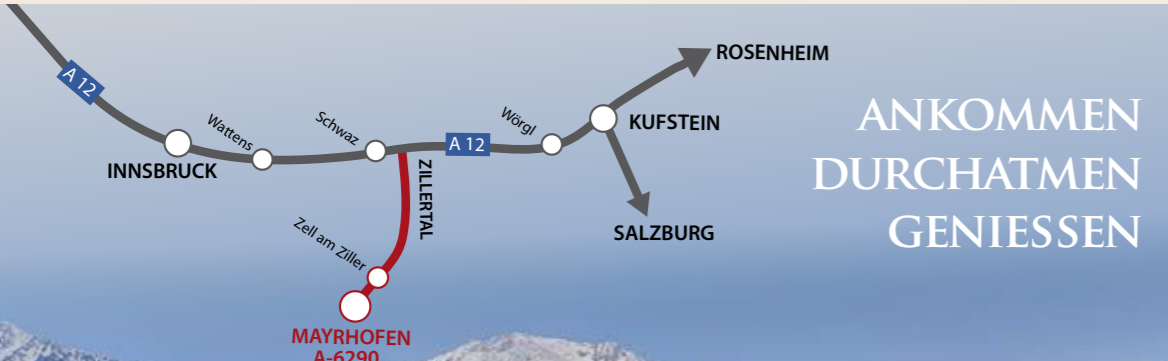 ROSENHEIM
A 12
Wattens
Schwaz
A 12
Wörgl
KUFSTEIN
INNSBRUCK
ZILLERTAL
Zell am Ziller
SALZBURG
MAYRHOFEN
A-6290
ANKOMMEN
DURCHATMEN
GENIESSEN